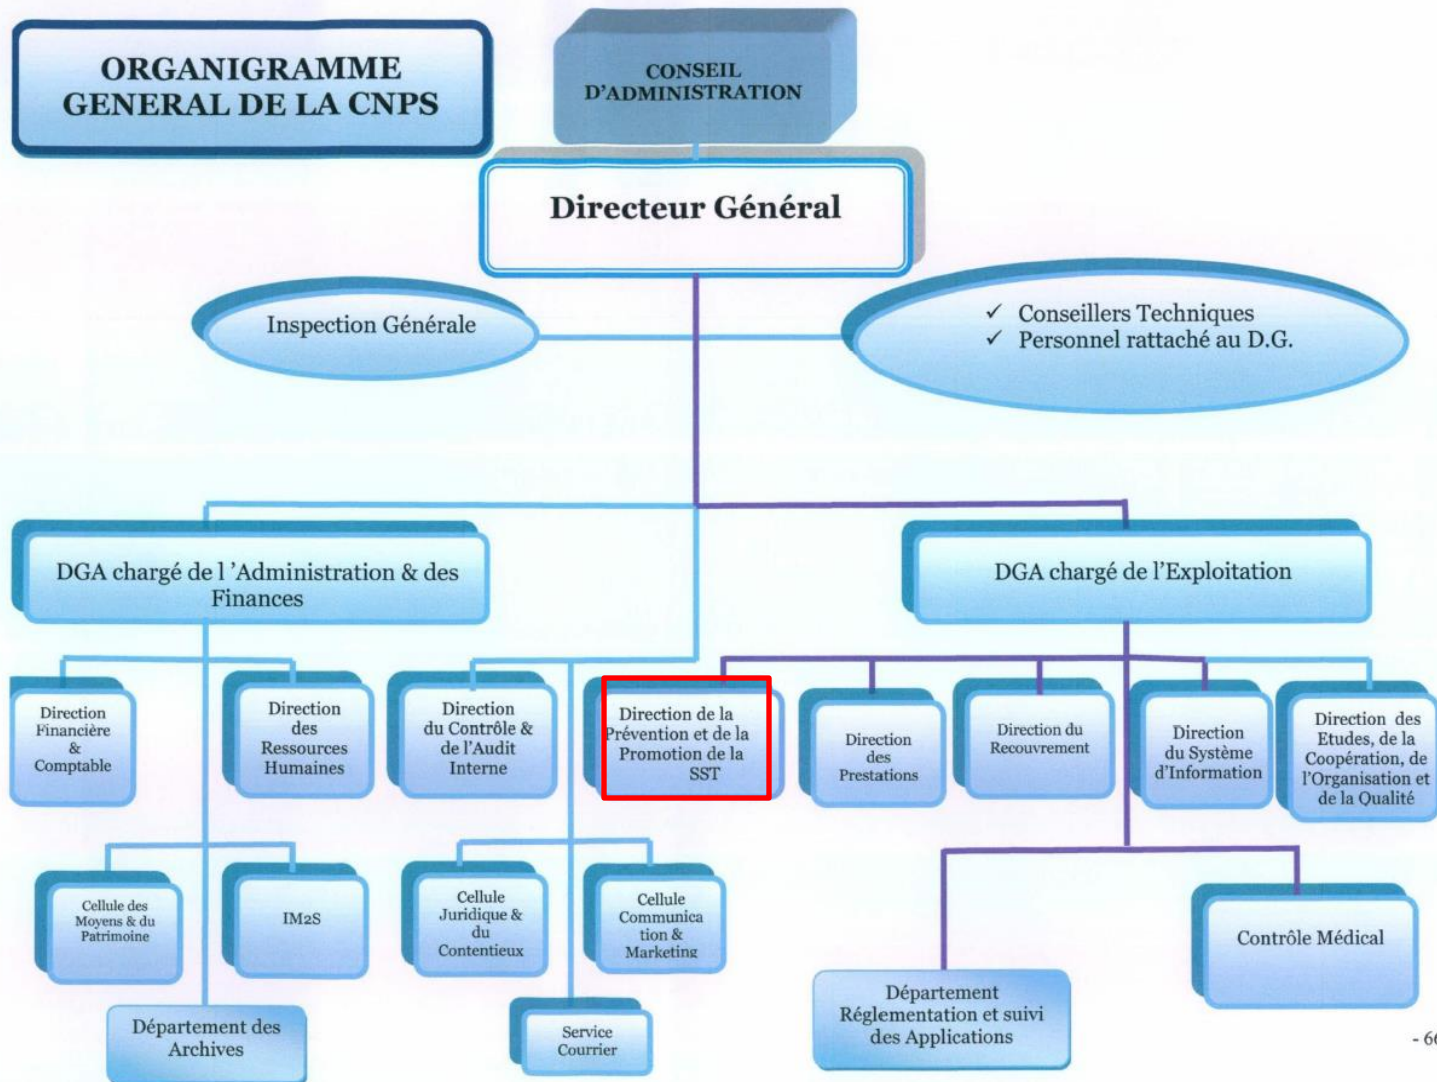 ORGANIGRAMME
GENERAL DE LA CNPS
CONSEIL
D'ADMINISTRATION
Directeur Général
Inspection Générale
✓ Conseillers Techniques
✓ Personnel rattaché au D.G.
DGA chargé de l 'Administration & des
Finances
DGA chargé de l'Exploitation
Direction
Financière
&
Comptable
Direction
des
Ressources
Humaines
Direction
du Contrôle &
de l'Audit
Interne
Direction de la
Prévention et de la
Promotion de la
SST
Direction
des
Prestations
Direction du
Recouvrement
Direction
du Système
d'Information
Direction des
Etudes, de la
Coopération, de
l'Organisation et
de la Qualité
Cellule des
Moyens & du
Patrimoine
IM2S
Cellule
Juridique &
du
Contentieux
Cellule
Communica
tion &
Marketing
Contrôle Médical
Département des
Archives
Service
Courrier
Département
Réglementation et suivi
des Applications
- 66